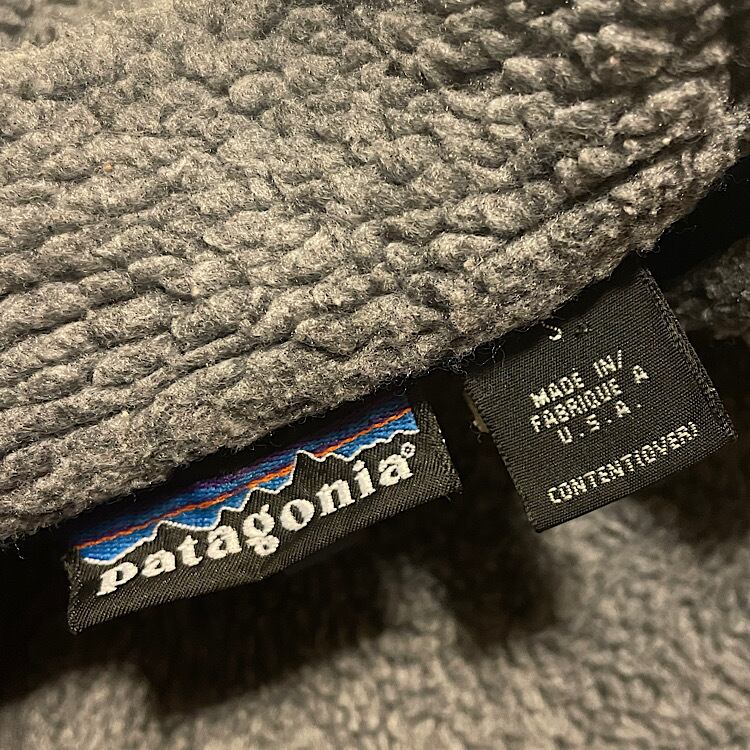 patagonia®
MADE IN/
FABRIQUE A
U.S.A.
CONTENT(OVER)